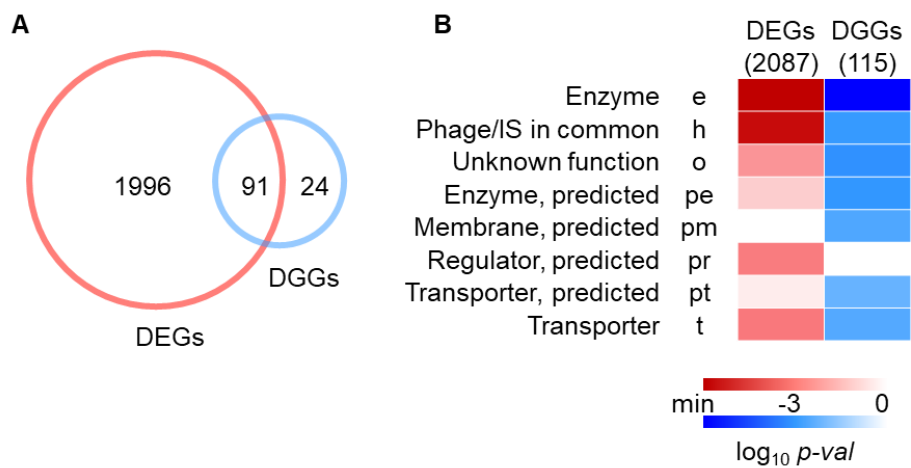 A
1996
91
24
DGGs
DEGs
B
DEGs DGGs
(2087) (115)
Enzyme e
Phage/IS in common h
Unknown function o
Enzyme, predicted pe
Membrane, predicted pm
Regulator, predicted pr
Transporter, predicted pt
Transporter t
min -3 0
log₁₀ p-val